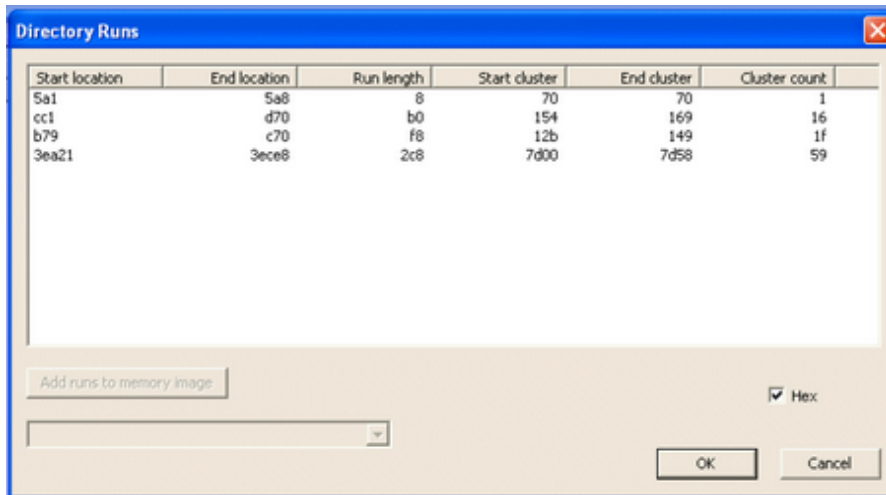 Directory Runs
Start location End location Run length Start cluster End cluster Cluster count
5a1 5a8 8 70 70 1
cc1 d70 b0 154 169 16
b79 c70 f8 12b 149 1f
3ea21 3ece8 2c8 7d00 7d58 59
Add runs to memory image
Hex
OK Cancel